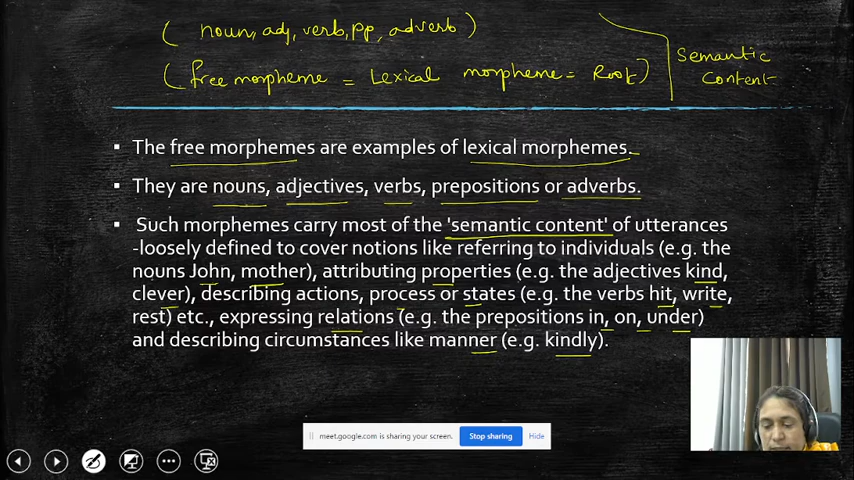 ( noun, adj, verb, pp, adverb )
( free morpheme = Lexical morpheme = Root )
Semantic
Content
▪ The free morphemes are examples of lexical morphemes.
▪ They are nouns, adjectives, verbs, prepositions or adverbs.
▪ Such morphemes carry most of the 'semantic content' of utterances
-loosely defined to cover notions like referring to individuals (e.g. the
nouns John, mother), attributing properties (e.g. the adjectives kind,
clever), describing actions, process or states (e.g. the verbs hit, write,
rest) etc., expressing relations (e.g. the prepositions in, on, under)
and describing circumstances like manner (e.g. kindly).
meet.google.com is sharing your screen. Stop sharing Hide